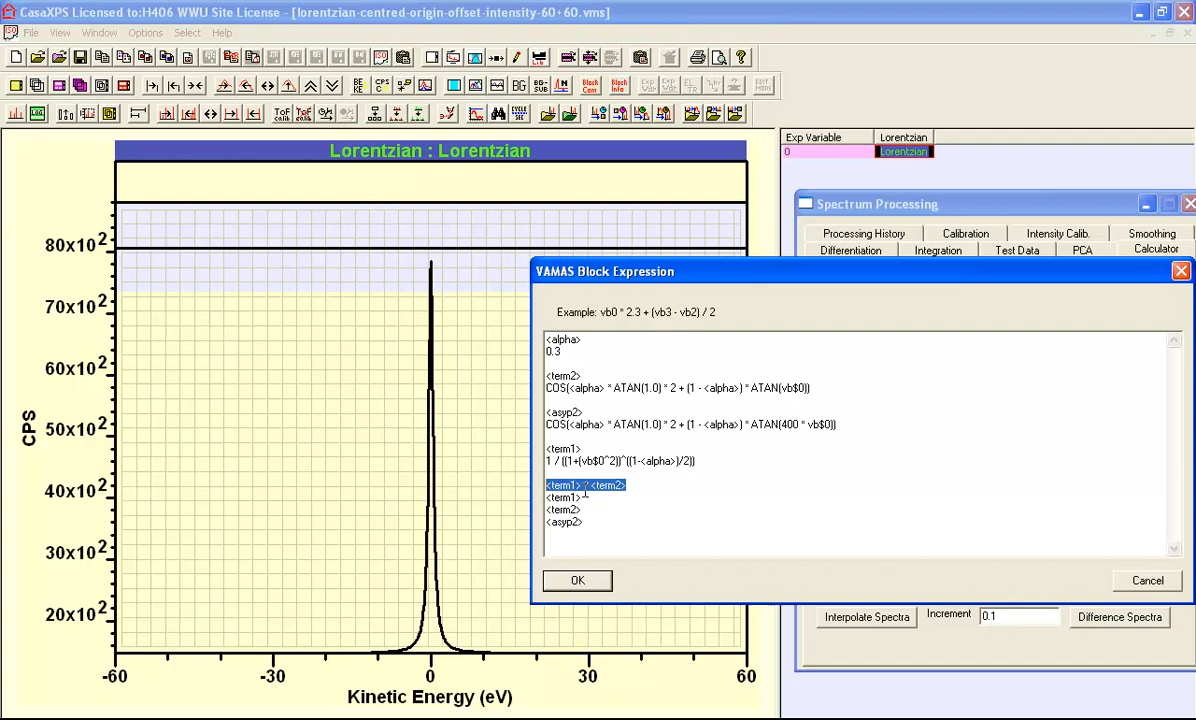 CasaXPS Licensed to:H406 WWU Site License - [lorentzian-centred-origin-offset-intensity-60+60.vms]
File View Window Options Select Help
Lorentzian : Lorentzian
Exp Variable Lorentzian
0 Lorentzian
Spectrum Processing
Processing History Calibration Intensity Calib. Smoothing
Differentiation Integration Test Data PCA Calculator
VAMAS Block Expression
Example: vb0 * 2.3 + (vb3 - vb2) / 2
<alpha>
0.3
<term2>
COS(<alpha> * ATAN(1.0) * 2 + (1 - <alpha>) * ATAN(vb$0))
<asyp2>
COS(<alpha> * ATAN(1.0) * 2 + (1 - <alpha>) * ATAN(400 * vb$0))
<term1>
1 / ((1+(vb$0^2))^((1-<alpha>)/2))
<term1> * <term2>
<term1>
<term2>
<asyp2>
OK Cancel
Interpolate Spectra Increment 0.1 Difference Spectra
80x10²
70x10²
60x10²
50x10²
40x10²
30x10²
20x10²
CPS
-60 -30 0 30 60
Kinetic Energy (eV)